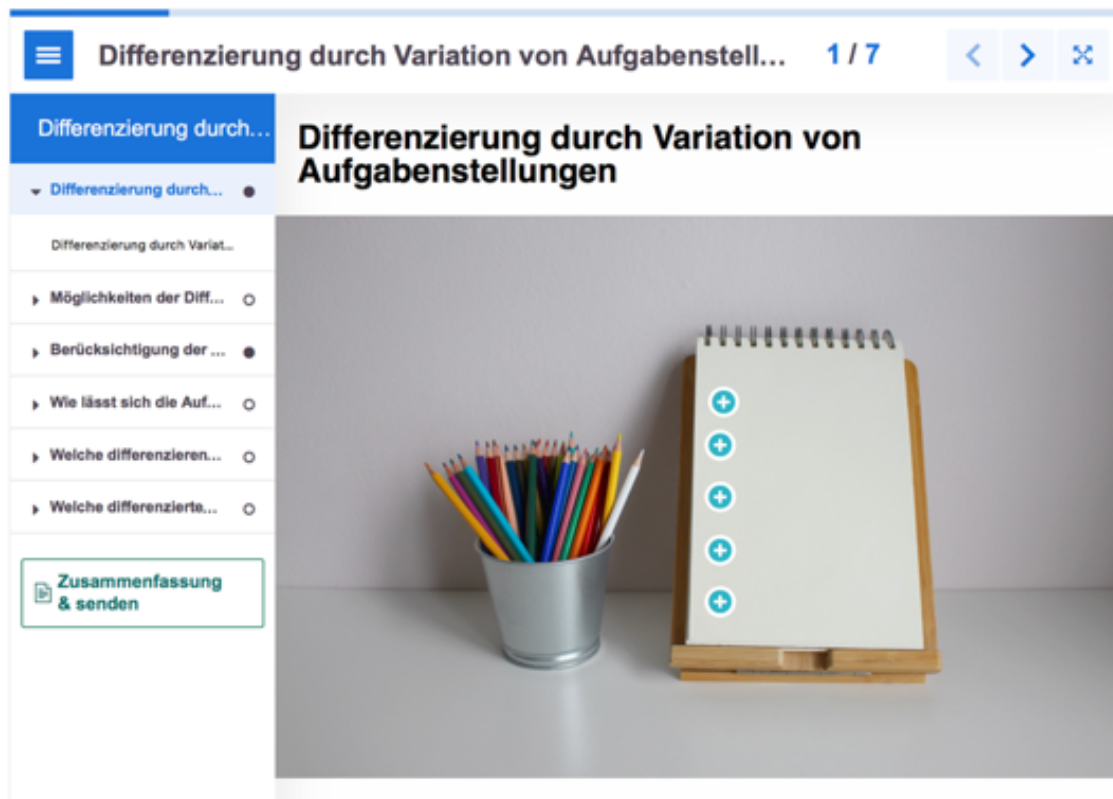 Differenzierung durch Variation von Aufgabenstell...
1 / 7
Differenzierung durch...
Differenzierung durch...
Differenzierung durch Variat...
Möglichkeiten der Diff...
Berücksichtigung der ...
Wie lässt sich die Auf...
Welche differenzieren...
Welche differenzierte...
Zusammenfassung
& senden
Differenzierung durch Variation von
Aufgabenstellungen